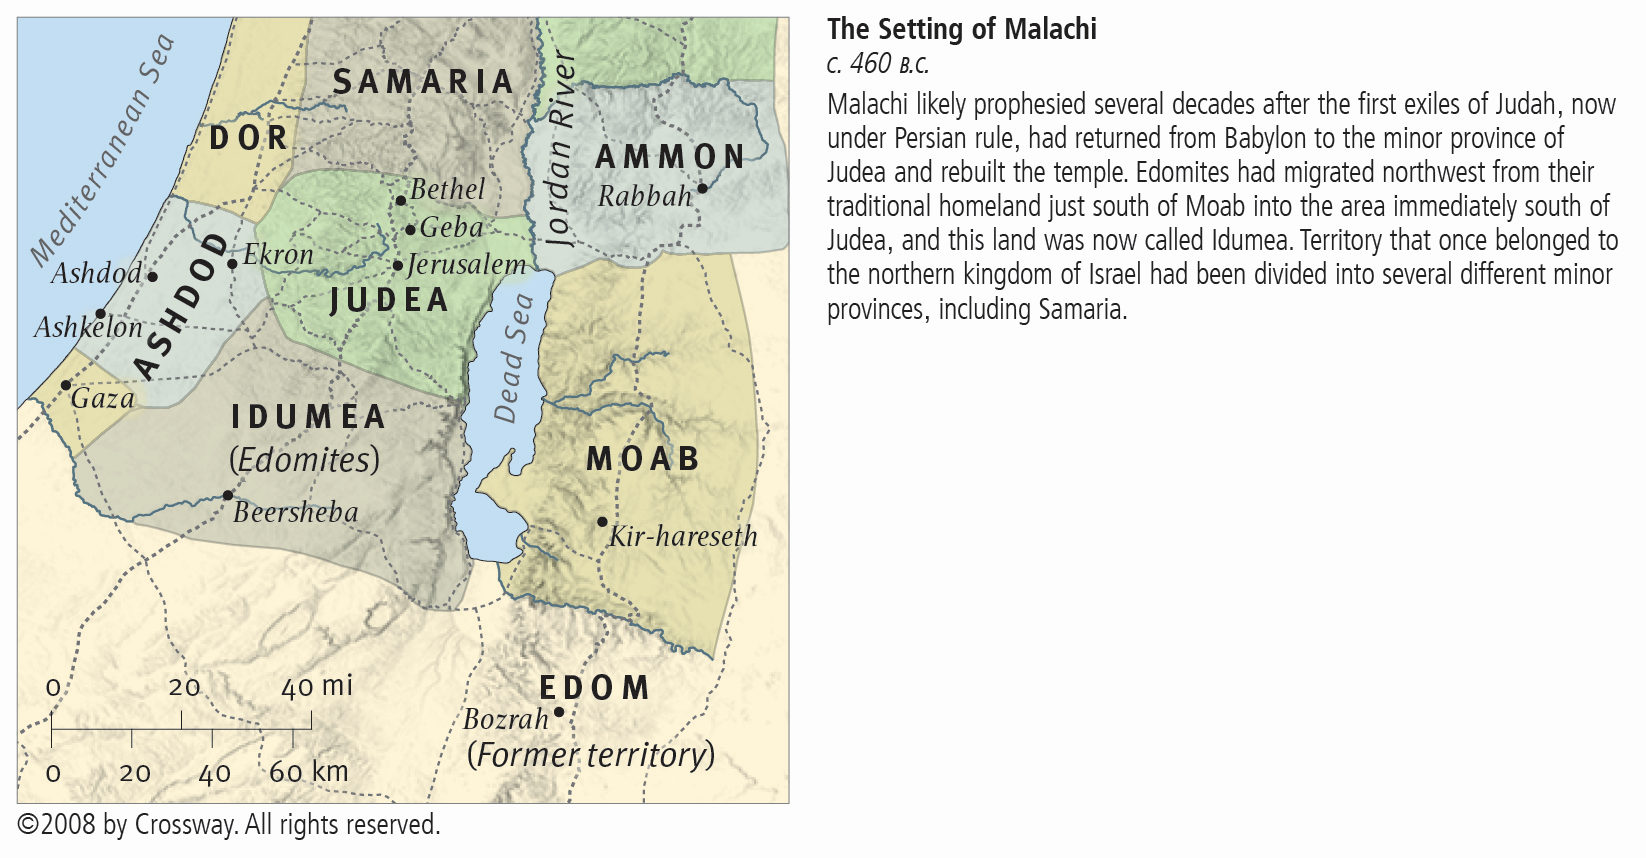 The Setting of Malachi
c. 460 B.C.
Malachi likely prophesied several decades after the first exiles of Judah, now
under Persian rule, had returned from Babylon to the minor province of
Judea and rebuilt the temple. Edomites had migrated northwest from their
traditional homeland just south of Moab into the area immediately south of
Judea, and this land was now called Idumea. Territory that once belonged to
the northern kingdom of Israel had been divided into several different minor
provinces, including Samaria.
Mediterranean Sea
SAMARIA
DOR
Jordan River
AMMON
Rabbah
Bethel
Geba
Jerusalem
JUDEA
Ekron
Ashdod
ASHDOD
Ashkelon
Gaza
Dead Sea
IDUMEA
(Edomites)
Beersheba
MOAB
Kir-hareseth
EDOM
Bozrah
(Former territory)
0 20 40 mi
0 20 40 60 km
©2008 by Crossway. All rights reserved.